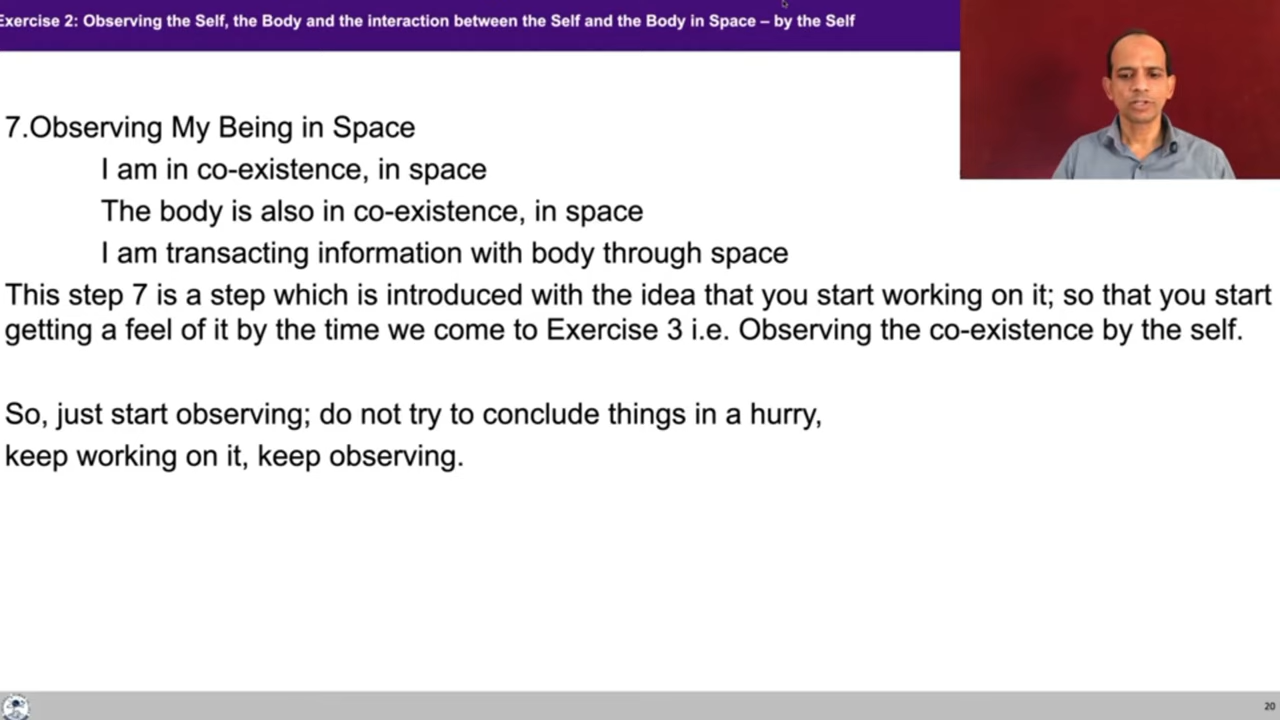 Exercise 2: Observing the Self, the Body and the interaction between the Self and the Body in Space – by the Self
7.Observing My Being in Space
I am in co-existence, in space
The body is also in co-existence, in space
I am transacting information with body through space
This step 7 is a step which is introduced with the idea that you start working on it; so that you start
getting a feel of it by the time we come to Exercise 3 i.e. Observing the co-existence by the self.
So, just start observing; do not try to conclude things in a hurry,
keep working on it, keep observing.
20